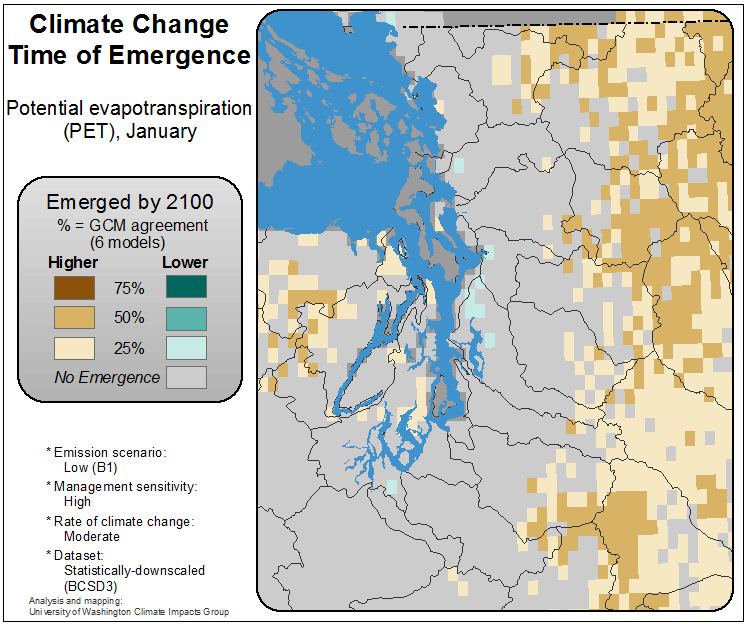 Climate Change
Time of Emergence
Potential evapotranspiration
(PET), January
Emerged by 2100
% = GCM agreement
(6 models)
Higher Lower
75%
50%
25%
No Emergence
* Emission scenario:
Low (B1)
* Management sensitivity:
High
* Rate of climate change:
Moderate
* Dataset:
Statistically-downscaled
(BCSD3)
Analysis and mapping:
University of Washington Climate Impacts Group